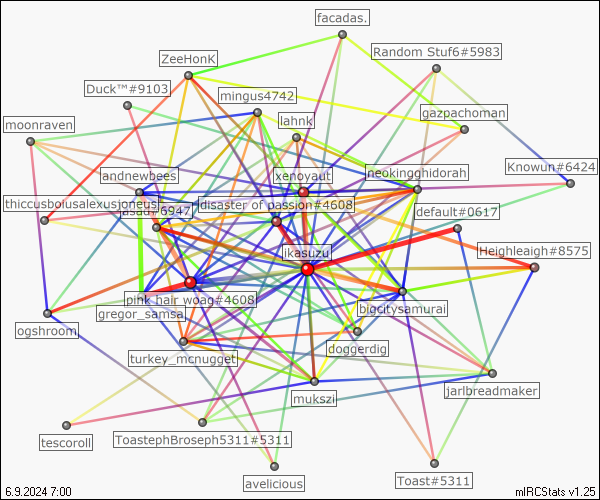 facadas.
Random Stuf6#5983
ZeeHonK
Duck™#9103
mingus4742
gazpachoman
lahnk
moonraven
Knowun#6424
xenoyaut
neokingghidorah
andnewbees
thiccusboiusalexusjoneus
disaster of passion#4608
default#0617
ikasuzu
Heighleaigh#8575
pink hair woag#4608
gregor_samsa
bigcitysamurai
ogshroom
doggerdig
turkey_mcnugget
mukszi
jarlbreadmaker
tescoroll
ToastephBroseph5311#5311
avelicious
Toast#5311
6.9.2024 7:00
mIRCStats v1.25